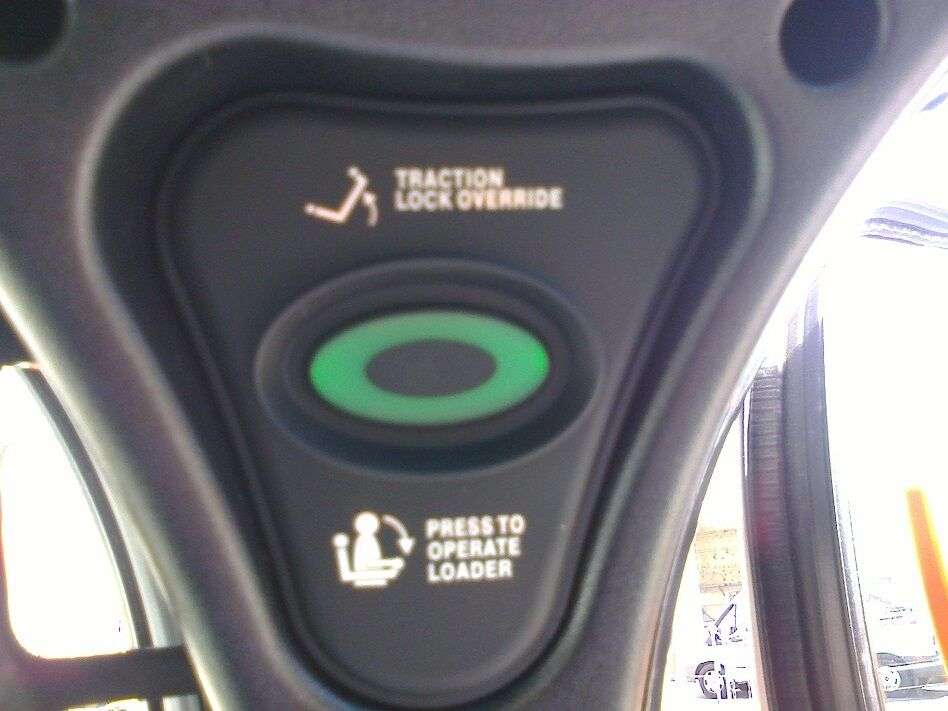 TRACTION
LOCK OVERRIDE
PRESS TO
OPERATE
LOADER